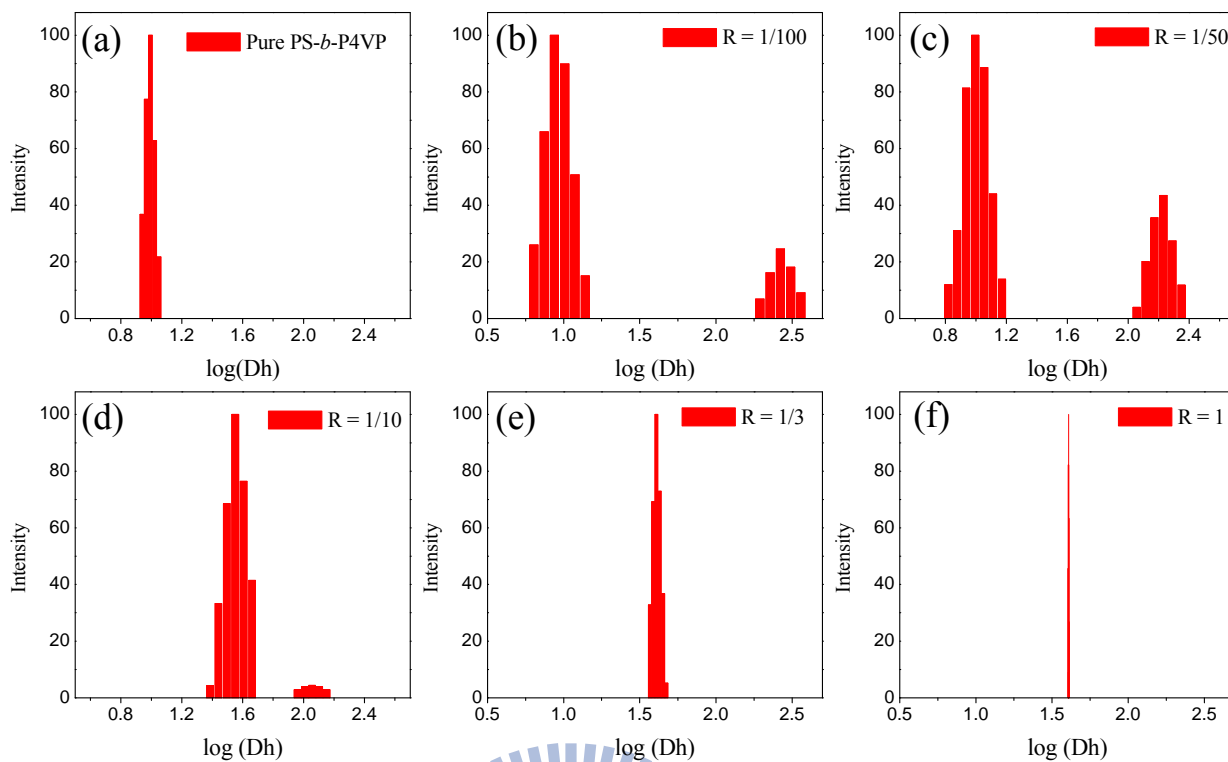 (a)
Pure PS-b-P4VP
100
80
60
40
20
0
Intensity
0.8 1.2 1.6 2.0 2.4
log(Dh)
(b)
R = 1/100
100
80
60
40
20
0
Intensity
0.5 1.0 1.5 2.0 2.5
log (Dh)
(c)
R = 1/50
100
80
60
40
20
0
Intensity
0.8 1.2 1.6 2.0 2.4
log (Dh)
(d)
R = 1/10
100
80
60
40
20
0
Intensity
0.8 1.2 1.6 2.0 2.4
log (Dh)
(e)
R = 1/3
100
80
60
40
20
0
Intensity
0.5 1.0 1.5 2.0 2.5
log (Dh)
(f)
R = 1
100
80
60
40
20
0
Intensity
0.5 1.0 1.5 2.0 2.5
log (Dh)